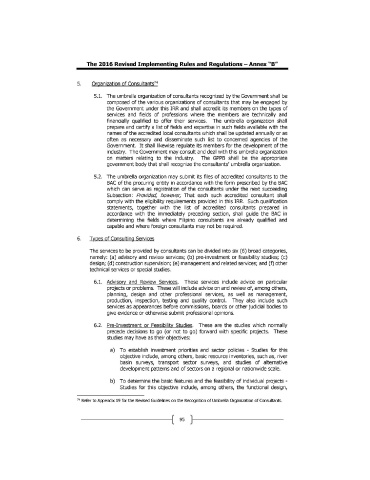 The 2016 Revised Implementing Rules and Regulations – Annex "B"
5. Organization of Consultants
5.1. The umbrella organization of consultants recognized by the Government shall be
composed of the various organizations of consultants that may be engaged by
the Government under this IRR and shall accredit its members on the types of
services and fields of professions where the members are technically and
financially qualified to offer their services. The umbrella organization shall
prepare and certify a list of fields and expertise in such fields available with the
names of the accredited local consultants which shall be updated annually or as
often as necessary and disseminate such list to concerned agencies of the
Government. It shall likewise regulate its members for the development of the
industry. The Government may consult and deal with this umbrella organization
on matters relating to the industry. The GPPB shall be the appropriate
government body that shall recognize the consultants' umbrella organization.
5.2. The umbrella organization may submit its files of accredited consultants to the
BAC of the procuring entity in accordance with the form prescribed by the BAC
which can serve as registration of the consultants under the next succeeding
Subsection: Provided, however, That each such accredited consultant shall
comply with the eligibility requirements provided in this IRR. Such qualification
statements, together with the list of accredited consultants prepared in
accordance with the immediately preceding section, shall guide the BAC in
determining the fields where Filipino consultants are already qualified and
capable and where foreign consultants may not be required.
6. Types of Consulting Services
The services to be provided by consultants can be divided into six (6) broad categories,
namely: (a) advisory and review services; (b) pre-investment or feasibility studies; (c)
design; (d) construction supervision; (e) management and related services; and (f) other
technical services or special studies.
6.1. Advisory and Review Services. These services include advice on particular
projects or problems. These will include advice on and review of, among others,
planning, design and other professional services, as well as management,
production, inspection, testing and quality control. They also include such
services as appearances before commissions, boards or other judicial bodies to
give evidence or otherwise submit professional opinions.
6.2. Pre-Investment or Feasibility Studies. These are the studies which normally
precede decisions to go (or not to go) forward with specific projects. These
studies may have as their objectives:
a) To establish investment priorities and sector policies - Studies for this
objective include, among others, basic resource inventories, such as, river
basin surveys, transport sector surveys, and studies of alternative
development patterns and of sectors on a regional or nationwide scale.
b) To determine the basic features and the feasibility of individual projects -
Studies for this objective include, among others, the functional design,
Refer to Appendix 59 for the Revised Guidelines on the Recognition of Umbrella Organization of Consultants.
95